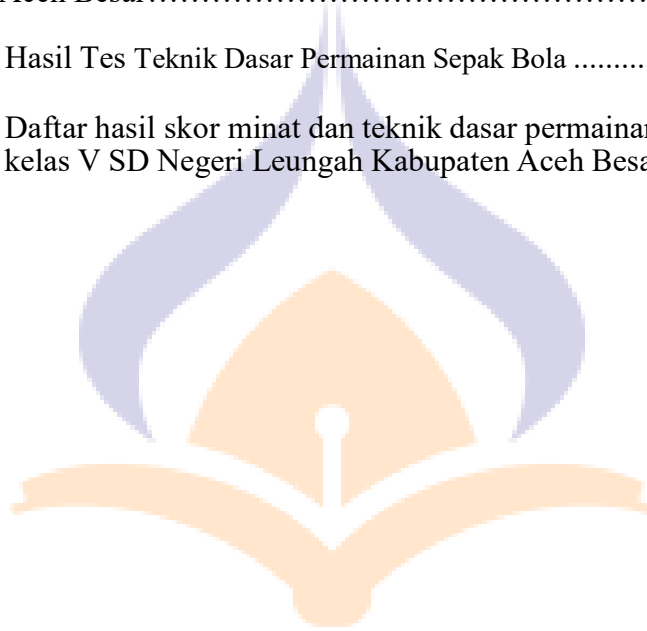 Aceh Besar……………………………………………
Hasil Tes Teknik Dasar Permainan Sepak Bola .........
Daftar hasil skor minat dan teknik dasar permainan
kelas V SD Negeri Leungah Kabupaten Aceh Besa